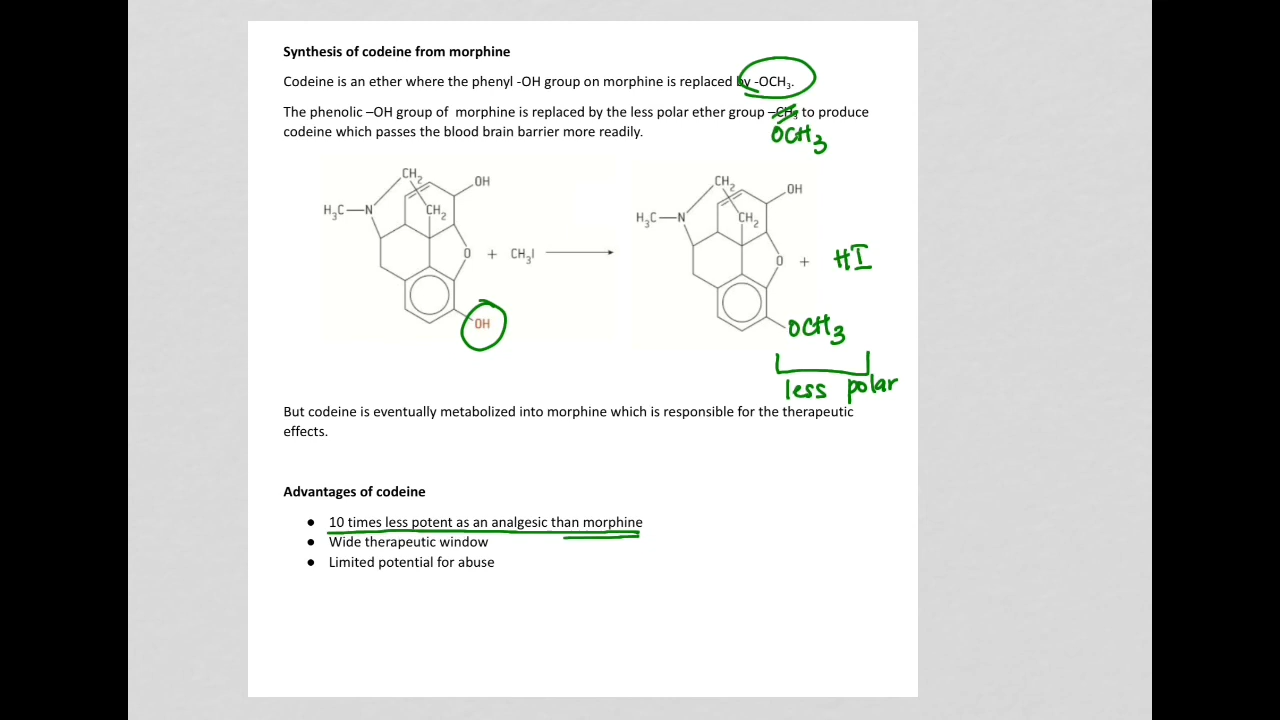 Synthesis of codeine from morphine
Codeine is an ether where the phenyl -OH group on morphine is replaced by -OCH₃.
The phenolic –OH group of morphine is replaced by the less polar ether group –CH₃ to produce
OCH₃
codeine which passes the blood brain barrier more readily.
CH₂ OH
H₃C—N CH₂
O + CH₃I
OH
CH₂ OH
H₃C—N CH₂
O + HI
OCH₃
less polar
But codeine is eventually metabolized into morphine which is responsible for the therapeutic
effects.
Advantages of codeine
● 10 times less potent as an analgesic than morphine
● Wide therapeutic window
● Limited potential for abuse